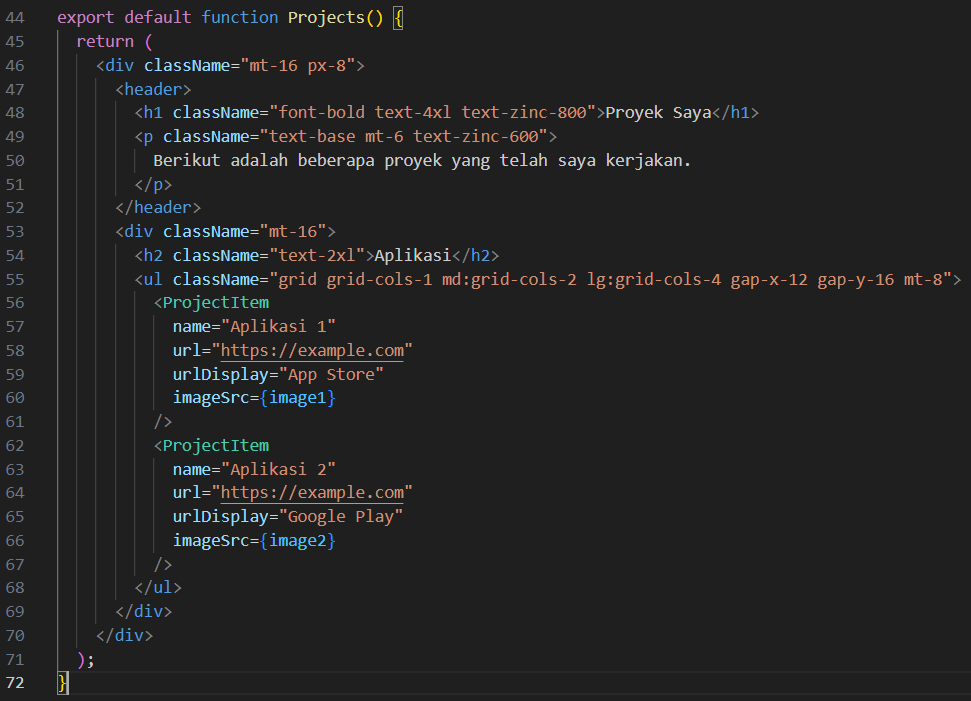 44 export default function Projects() {
45   return (
46     <div className="mt-16 px-8">
47       <header>
48         <h1 className="font-bold text-4xl text-zinc-800">Proyek Saya</h1>
49         <p className="text-base mt-6 text-zinc-600">
50           Berikut adalah beberapa proyek yang telah saya kerjakan.
51         </p>
52       </header>
53       <div className="mt-16">
54         <h2 className="text-2xl">Aplikasi</h2>
55         <ul className="grid grid-cols-1 md:grid-cols-2 lg:grid-cols-4 gap-x-12 gap-y-16 mt-8">
56           <ProjectItem
57             name="Aplikasi 1"
58             url="https://example.com"
59             urlDisplay="App Store"
60             imageSrc={image1}
61           />
62           <ProjectItem
63             name="Aplikasi 2"
64             url="https://example.com"
65             urlDisplay="Google Play"
66             imageSrc={image2}
67           />
68         </ul>
69       </div>
70     </div>
71   );
72 }